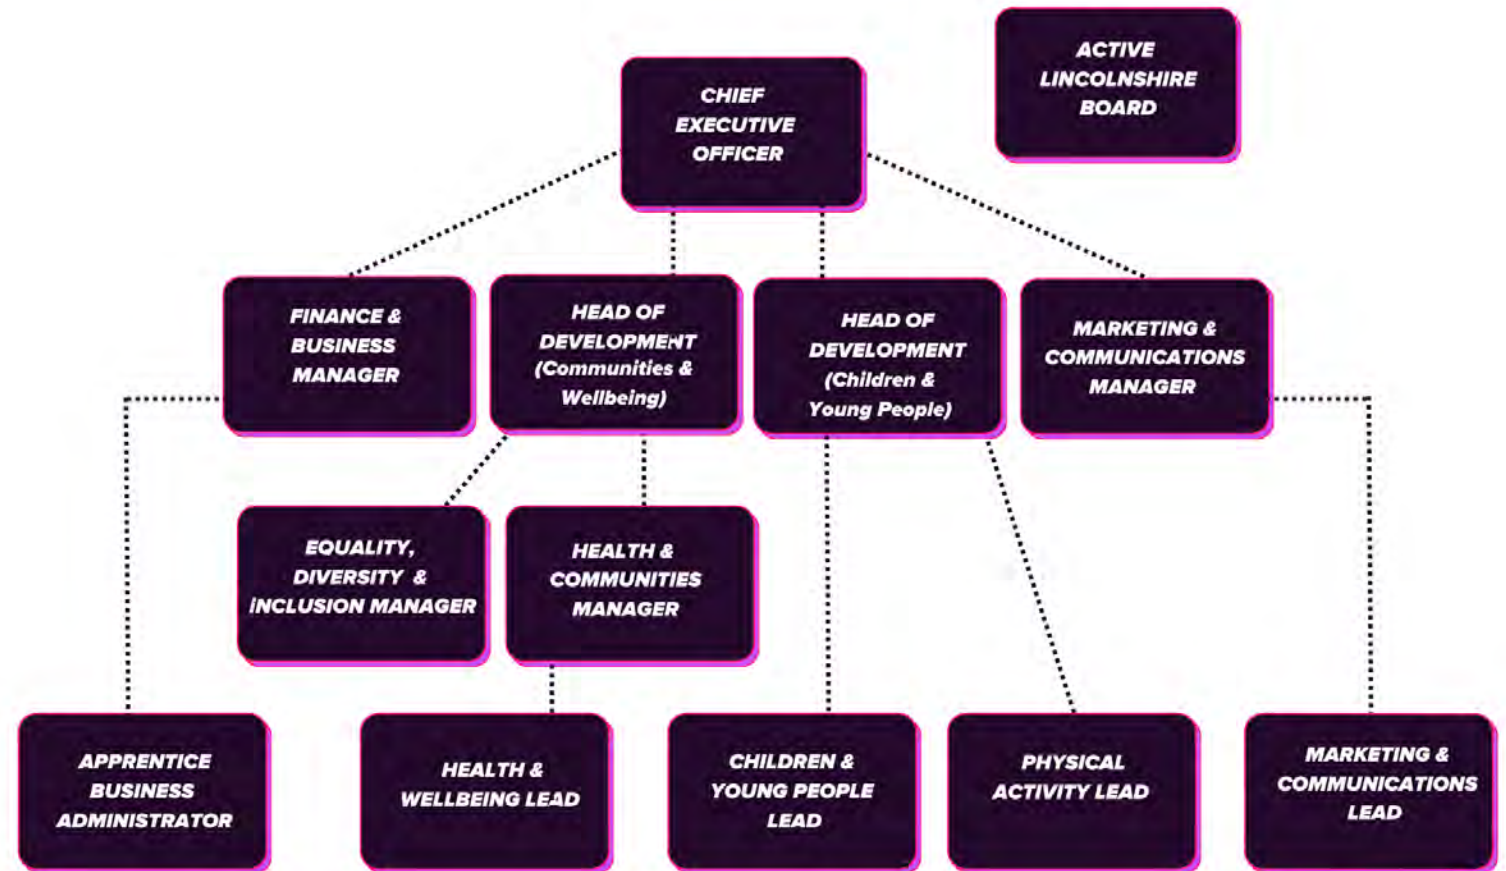 ACTIVE
LINCOLNSHIRE
BOARD
CHIEF
EXECUTIVE
OFFICER
FINANCE &
BUSINESS
MANAGER
HEAD OF
DEVELOPMENT
(Communities &
Wellbeing)
HEAD OF
DEVELOPMENT
(Children &
Young People)
MARKETING &
COMMUNICATIONS
MANAGER
EQUALITY,
DIVERSITY &
iNCLUSION MANAGER
HEALTH &
COMMUNITIES
MANAGER
APPRENTICE
BUSINESS
ADMINISTRATOR
HEALTH &
WELLBEING LEAD
CHILDREN &
YOUNG PEOPLE
LEAD
PHYSICAL
ACTIVITY LEAD
MARKETING &
COMMUNICATIONS
LEAD